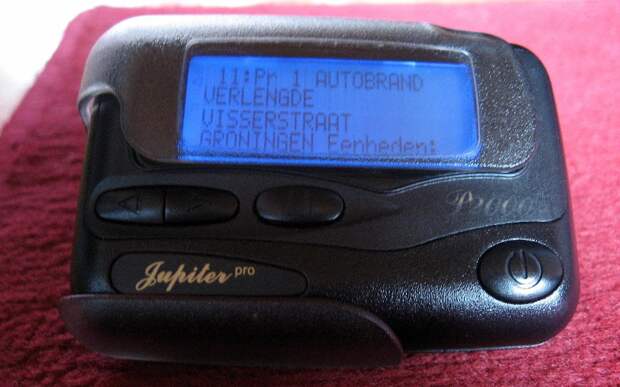 11:Pr 1 AUTOBRAND
VERLENGDE
VISSERSTRAAT
GRONINGEN Eenheden:
P2000
Jupiter pro